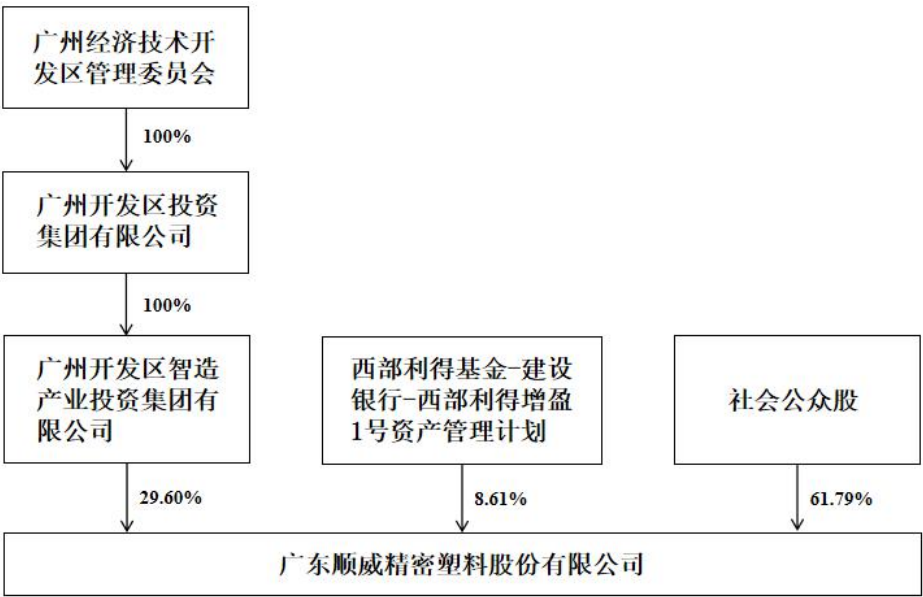 广州经济技术开
发区管理委员会
100%
广州开发区投资
集团有限公司
100%
广州开发区智造
产业投资集团有
限公司
西部利得基金-建设
银行-西部利得增盈
1号资产管理计划
社会公众股
29.60%
8.61%
61.79%
广东顺威精密塑料股份有限公司